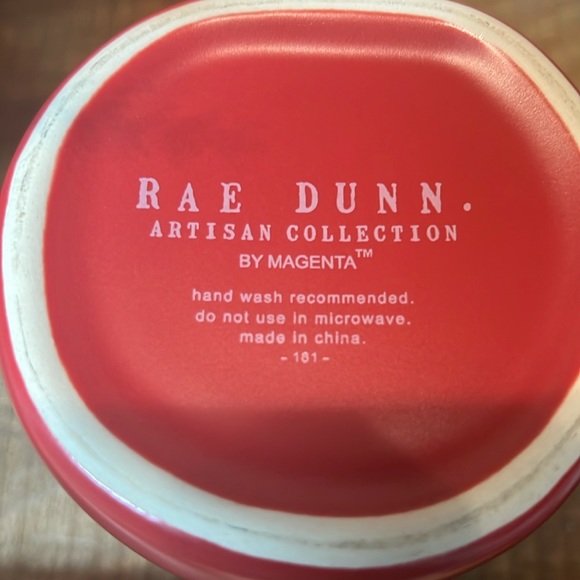 RAE DUNN.
ARTISAN COLLECTION
BY MAGENTA™
hand wash recommended.
do not use in microwave.
made in china.
- 161 -